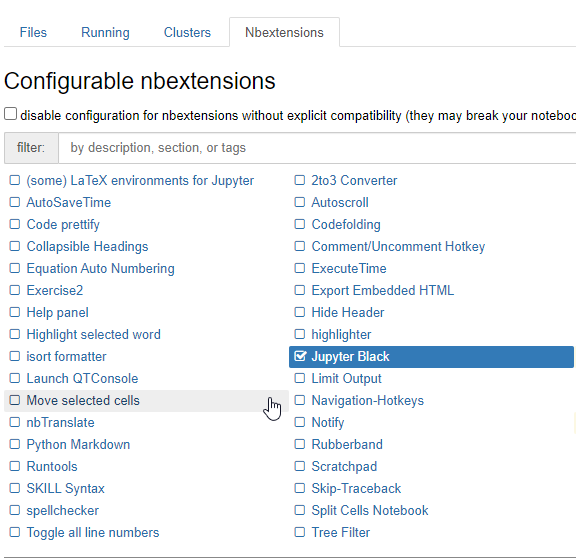 Files Running Clusters Nbextensions
Configurable nbextensions
disable configuration for nbextensions without explicit compatibility (they may break your noteboo
filter: by description, section, or tags
(some) LaTeX environments for Jupyter 2to3 Converter
AutoSaveTime Autoscroll
Code prettify Codefolding
Collapsible Headings Comment/Uncomment Hotkey
Equation Auto Numbering ExecuteTime
Exercise2 Export Embedded HTML
Help panel Hide Header
Highlight selected word highlighter
isort formatter Jupyter Black
Launch QTConsole Limit Output
Move selected cells Navigation-Hotkeys
nbTranslate Notify
Python Markdown Rubberband
Runtools Scratchpad
SKILL Syntax Skip-Traceback
spellchecker Split Cells Notebook
Toggle all line numbers Tree Filter